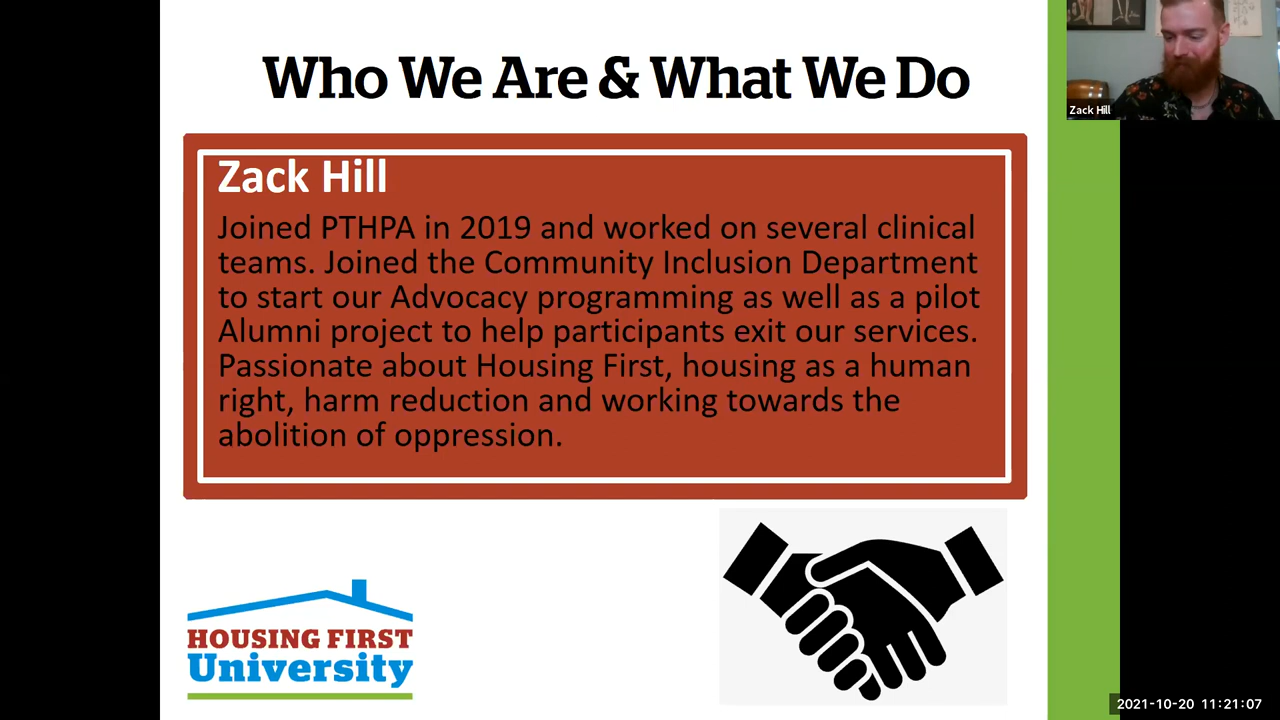 Who We Are & What We Do
Zack Hill
Zack Hill
Joined PTHPA in 2019 and worked on several clinical
teams. Joined the Community Inclusion Department
to start our Advocacy programming as well as a pilot
Alumni project to help participants exit our services.
Passionate about Housing First, housing as a human
right, harm reduction and working towards the
abolition of oppression.
HOUSING FIRST
University
2021-10-20 11:21:07